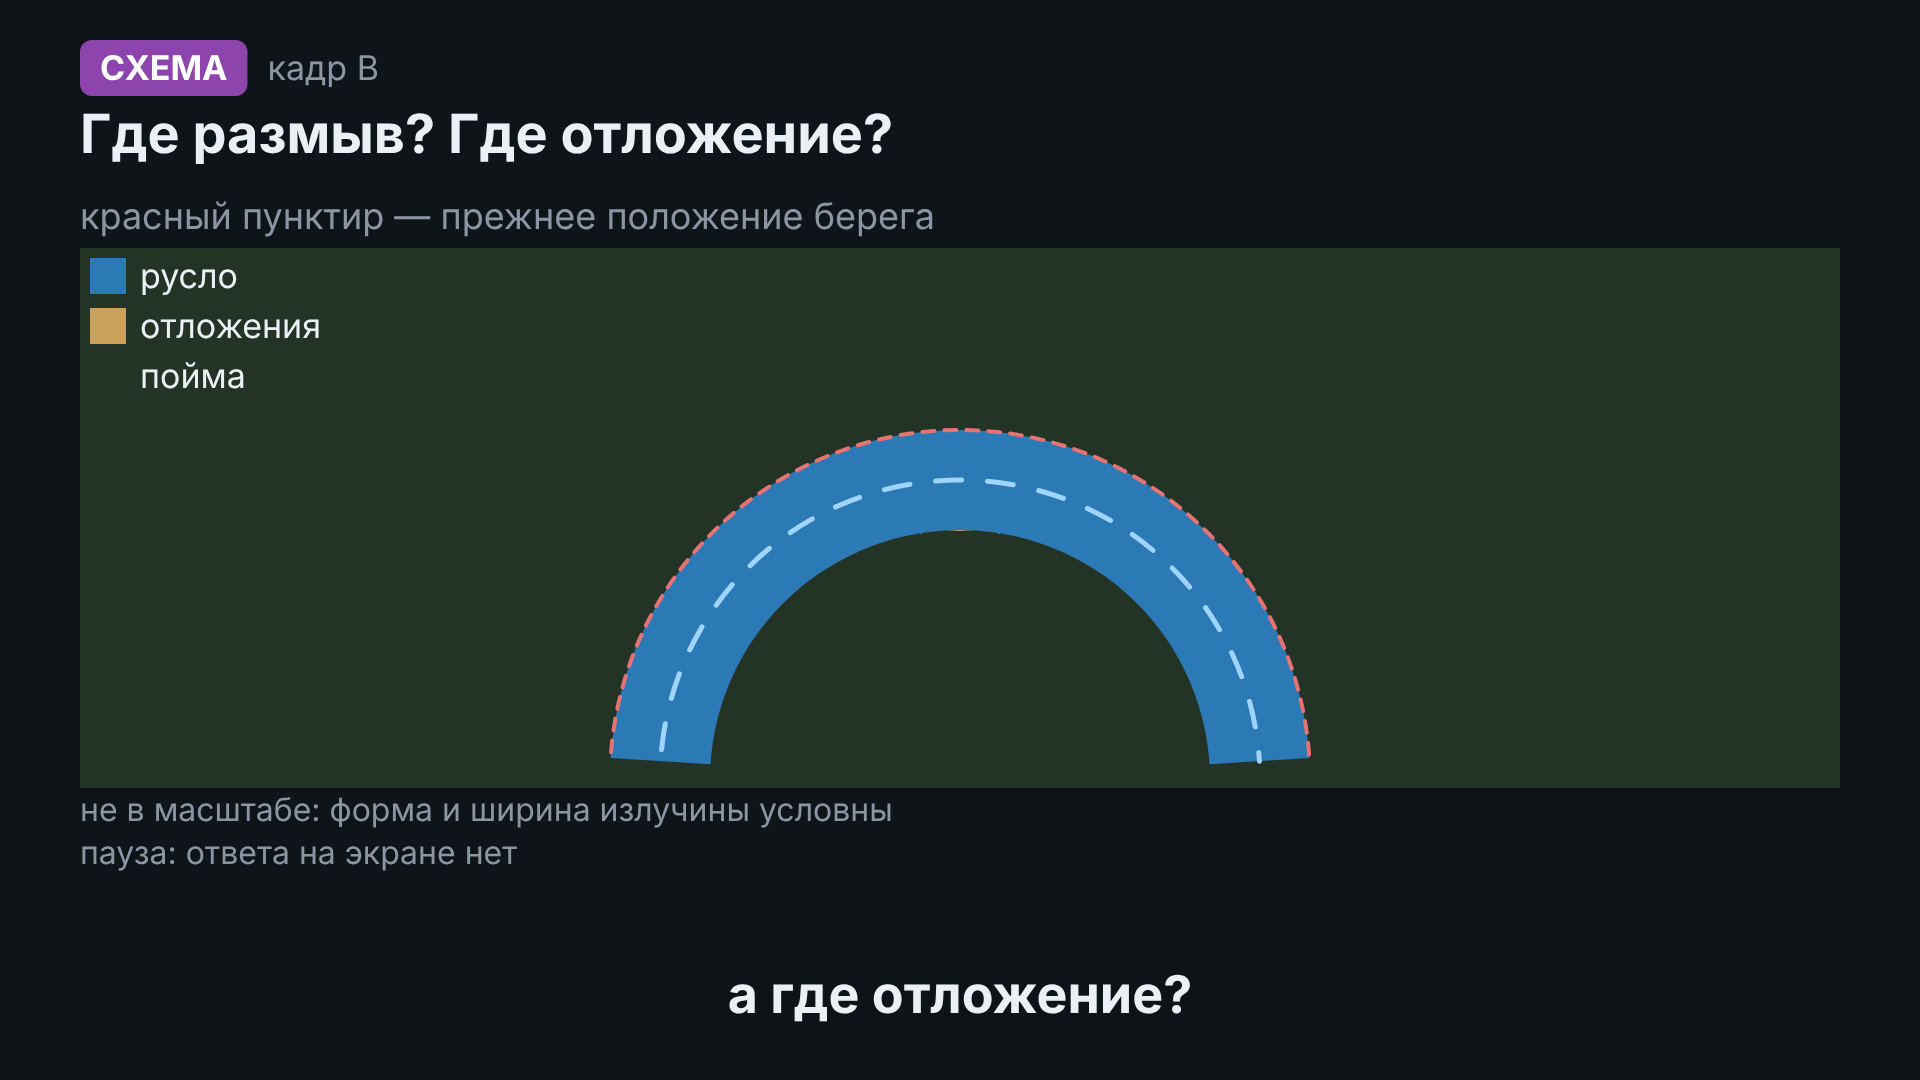 СХЕМА кадр В
Где размыв? Где отложение?
красный пунктир — прежнее положение берега
русло
отложения
пойма
не в масштабе: форма и ширина излучины условны
пауза: ответа на экране нет
а где отложение?